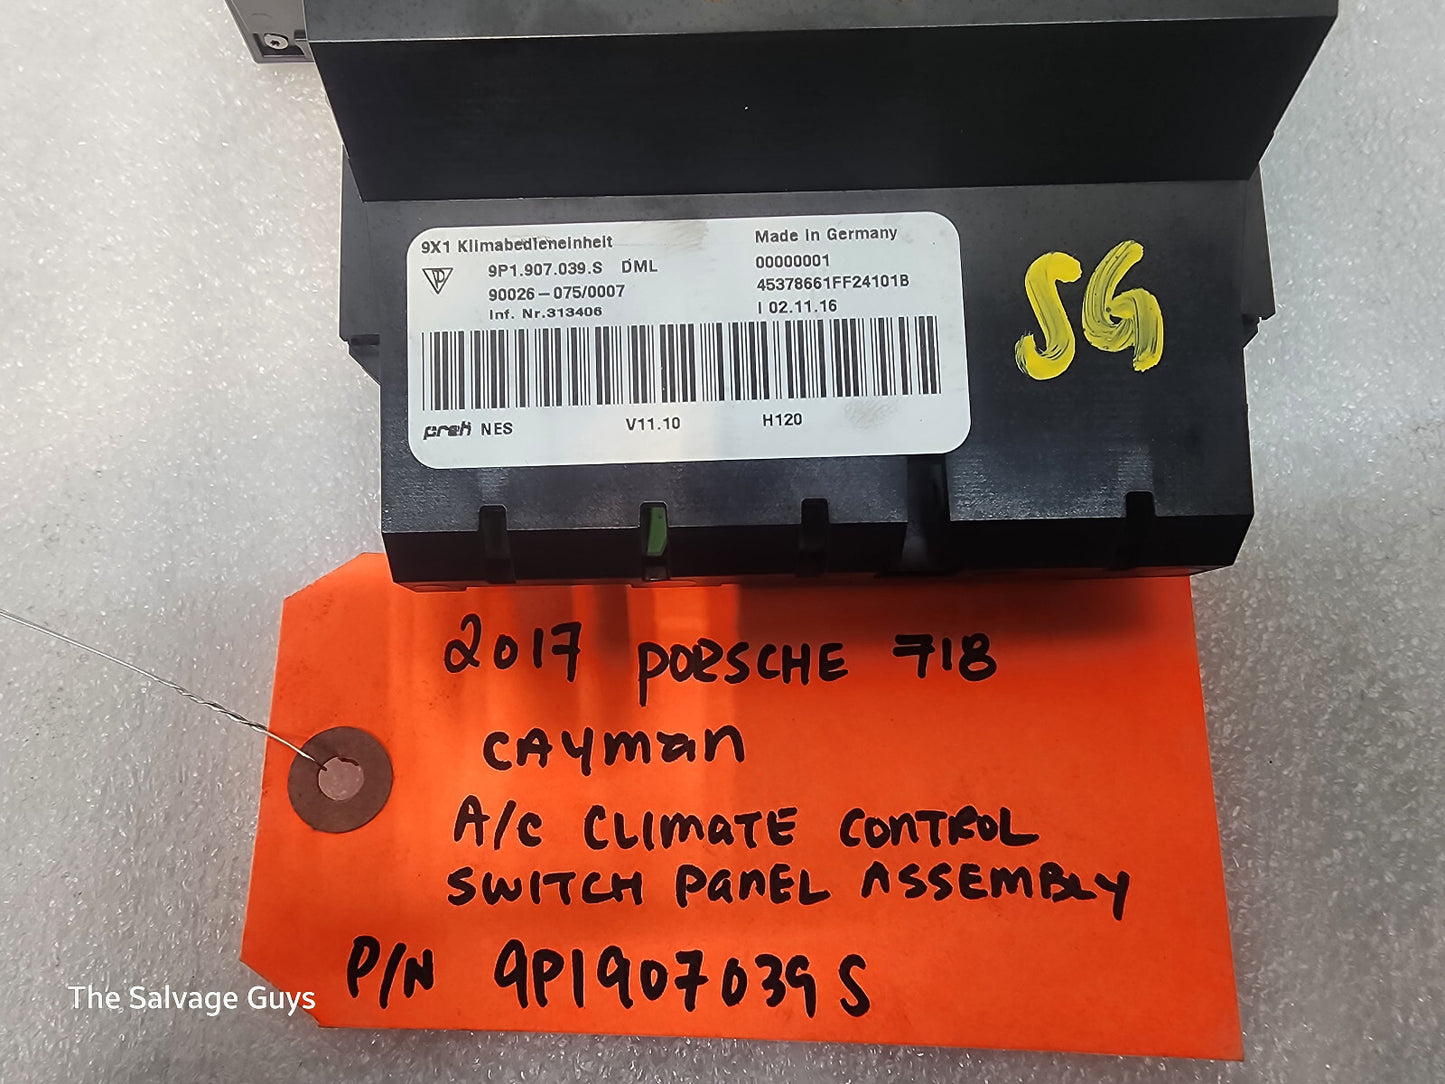 9X1 Klimabedieneinheit
Made in Germany
9P1.907.039.S DML
00000001
90026-075/0007
45378661FF24101B
Inf. Nr.313406
I 02.11.16
preh NES
V11.10
H120
SG
2017 PORSCHE 718
CAYMAN
A/C CLIMATE CONTROL
SWITCH PANEL ASSEMBLY
P/N 9P1907039S
The Salvage Guys